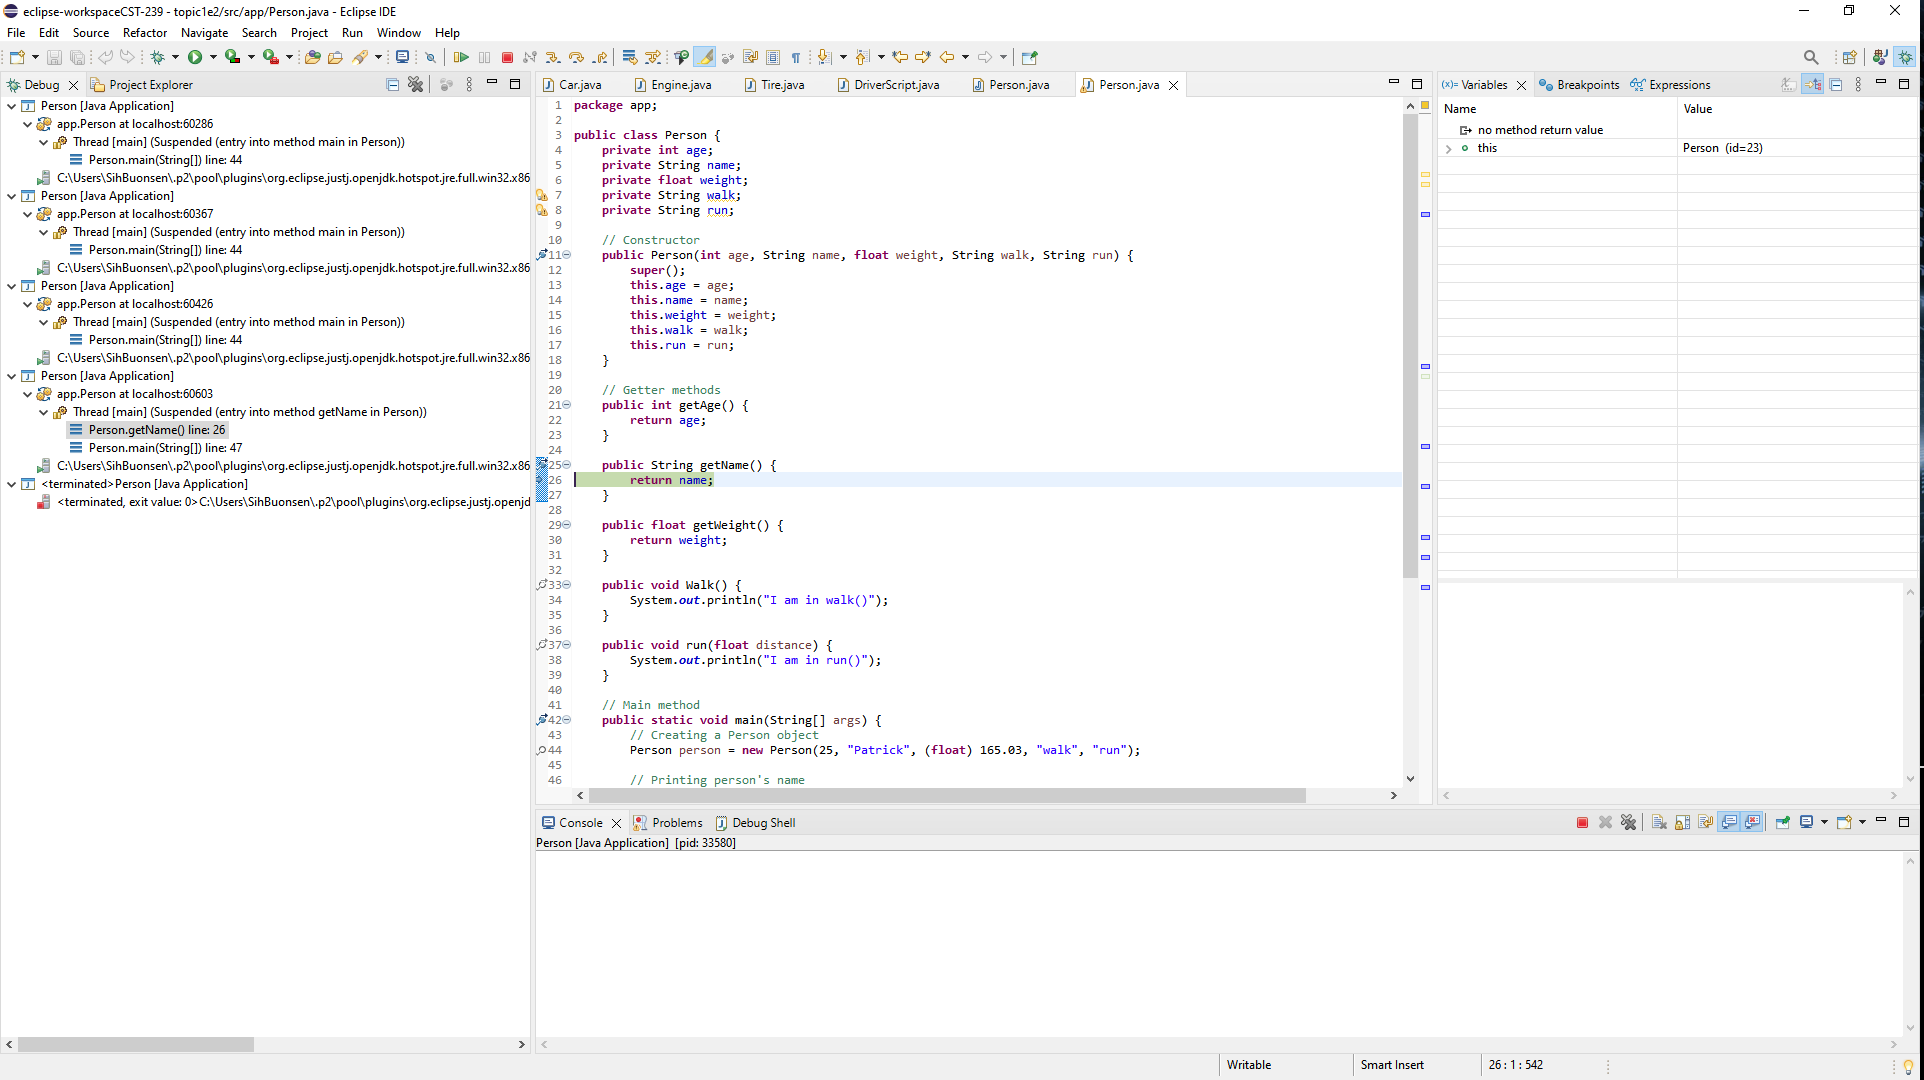 eclipse-workspaceCST-239 - topic1e2/src/app/Person.java - Eclipse IDE
File Edit Source Refactor Navigate Search Project Run Window Help
Debug Project Explorer
Person [Java Application]
app.Person at localhost:60286
Thread [main] (Suspended (entry into method main in Person))
Person.main(String[]) line: 44
C:\Users\SihBuonsen\.p2\pool\plugins\org.eclipse.justj.openjdk.hotspot.jre.full.win32.x86
Person [Java Application]
app.Person at localhost:60367
Thread [main] (Suspended (entry into method main in Person))
Person.main(String[]) line: 44
C:\Users\SihBuonsen\.p2\pool\plugins\org.eclipse.justj.openjdk.hotspot.jre.full.win32.x86
Person [Java Application]
app.Person at localhost:60426
Thread [main] (Suspended (entry into method main in Person))
Person.main(String[]) line: 44
C:\Users\SihBuonsen\.p2\pool\plugins\org.eclipse.justj.openjdk.hotspot.jre.full.win32.x86
Person [Java Application]
app.Person at localhost:60603
Thread [main] (Suspended (entry into method getName in Person))
Person.getName() line: 26
Person.main(String[]) line: 47
C:\Users\SihBuonsen\.p2\pool\plugins\org.eclipse.justj.openjdk.hotspot.jre.full.win32.x86
<terminated>Person [Java Application]
<terminated, exit value: 0>C:\Users\SihBuonsen\.p2\pool\plugins\org.eclipse.justj.openjd
Car.java Engine.java Tire.java DriverScript.java Person.java Person.java
1 package app;
2
3 public class Person {
4 private int age;
5 private String name;
6 private float weight;
7 private String walk;
8 private String run;
9
10 // Constructor
11 public Person(int age, String name, float weight, String walk, String run) {
12 super();
13 this.age = age;
14 this.name = name;
15 this.weight = weight;
16 this.walk = walk;
17 this.run = run;
18 }
19
20 // Getter methods
21 public int getAge() {
22 return age;
23 }
24
25 public String getName() {
26 return name;
27 }
28
29 public float getWeight() {
30 return weight;
31 }
32
33 public void Walk() {
34 System.out.println("I am in walk()");
35 }
36
37 public void run(float distance) {
38 System.out.println("I am in run()");
39 }
40
41 // Main method
42 public static void main(String[] args) {
43 // Creating a Person object
44 Person person = new Person(25, "Patrick", (float) 165.03, "walk", "run");
45
46 // Printing person's name
(x)= Variables Breakpoints Expressions
Name Value
no method return value
this Person (id=23)
Console Problems Debug Shell
Person [Java Application] [pid: 33580]
Writable Smart Insert 26 : 1 : 542